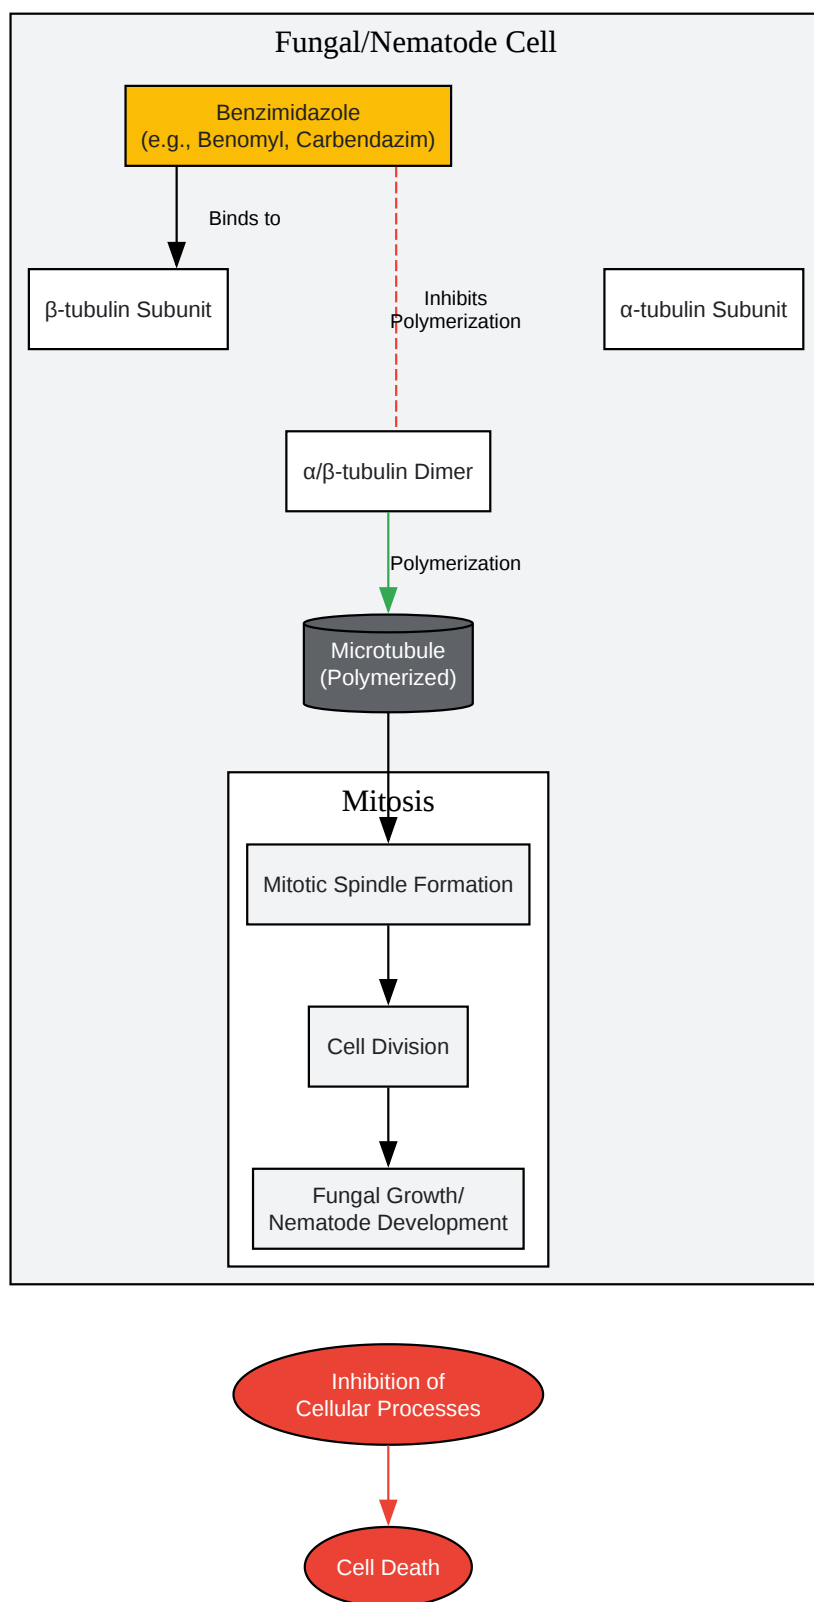 Fungal/Nematode Cell
Benzimidazole
(e.g., Benomyl, Carbendazim)
Binds to
β-tubulin Subunit
Inhibits
Polymerization
α-tubulin Subunit
α/β-tubulin Dimer
Polymerization
Microtubule
(Polymerized)
Mitosis
Mitotic Spindle Formation
Cell Division
Fungal Growth/
Nematode Development
Inhibition of
Cellular Processes
Cell Death